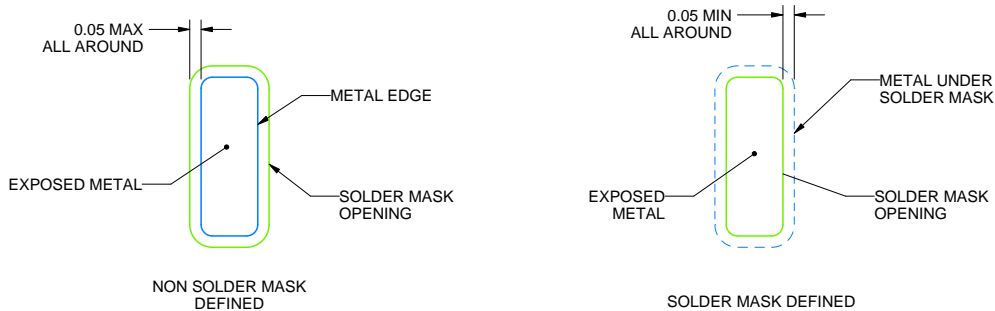 0.05 MAX
ALL AROUND
METAL EDGE
EXPOSED METAL
SOLDER MASK
OPENING
NON SOLDER MASK
DEFINED
0.05 MIN
ALL AROUND
METAL UNDER
SOLDER MASK
EXPOSED
METAL
SOLDER MASK
OPENING
SOLDER MASK DEFINED